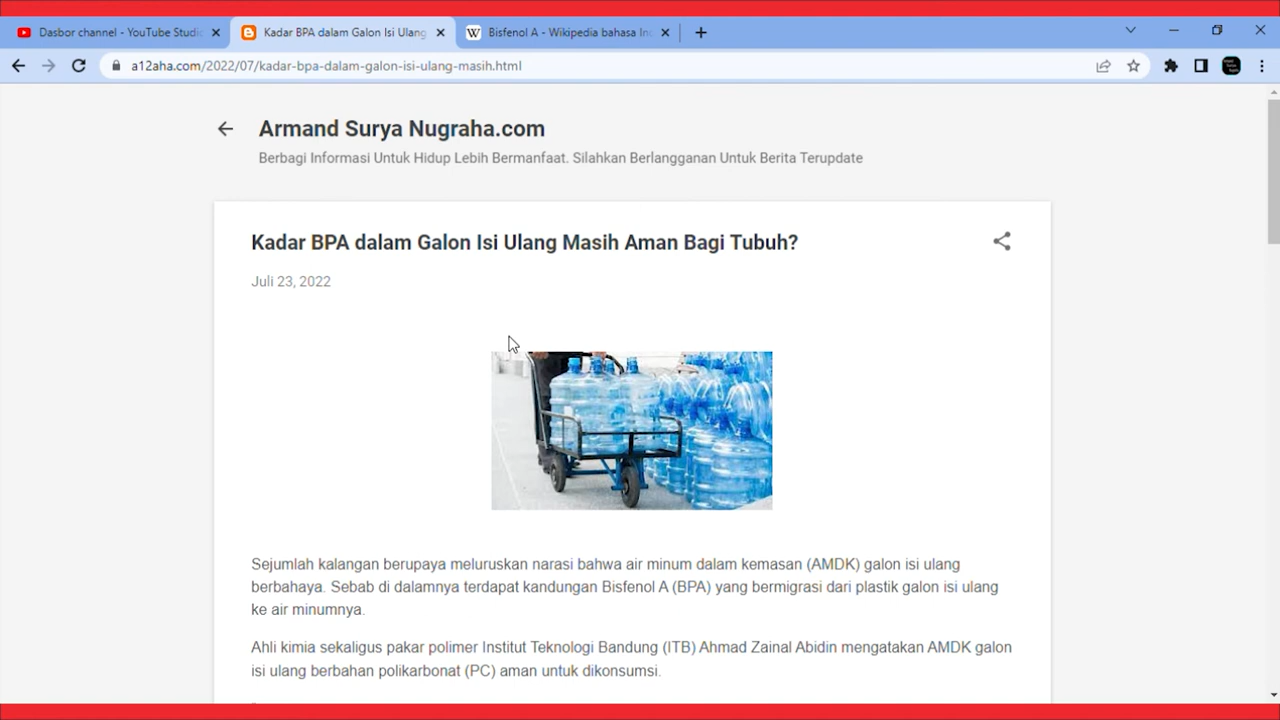 Dasbor channel - YouTube Studio
Kadar BPA dalam Galon Isi Ulang
W Bisfenol A - Wikipedia bahasa In
a12aha.com/2022/07/kadar-bpa-dalam-galon-isi-ulang-masih.html
Armand Surya Nugraha.com
Berbagi Informasi Untuk Hidup Lebih Bermanfaat. Silahkan Berlangganan Untuk Berita Terupdate
Kadar BPA dalam Galon Isi Ulang Masih Aman Bagi Tubuh?
Juli 23, 2022
Sejumlah kalangan berupaya meluruskan narasi bahwa air minum dalam kemasan (AMDK) galon isi ulang
berbahaya. Sebab di dalamnya terdapat kandungan Bisfenol A (BPA) yang bermigrasi dari plastik galon isi ulang
ke air minumnya.
Ahli kimia sekaligus pakar polimer Institut Teknologi Bandung (ITB) Ahmad Zainal Abidin mengatakan AMDK galon
isi ulang berbahan polikarbonat (PC) aman untuk dikonsumsi.